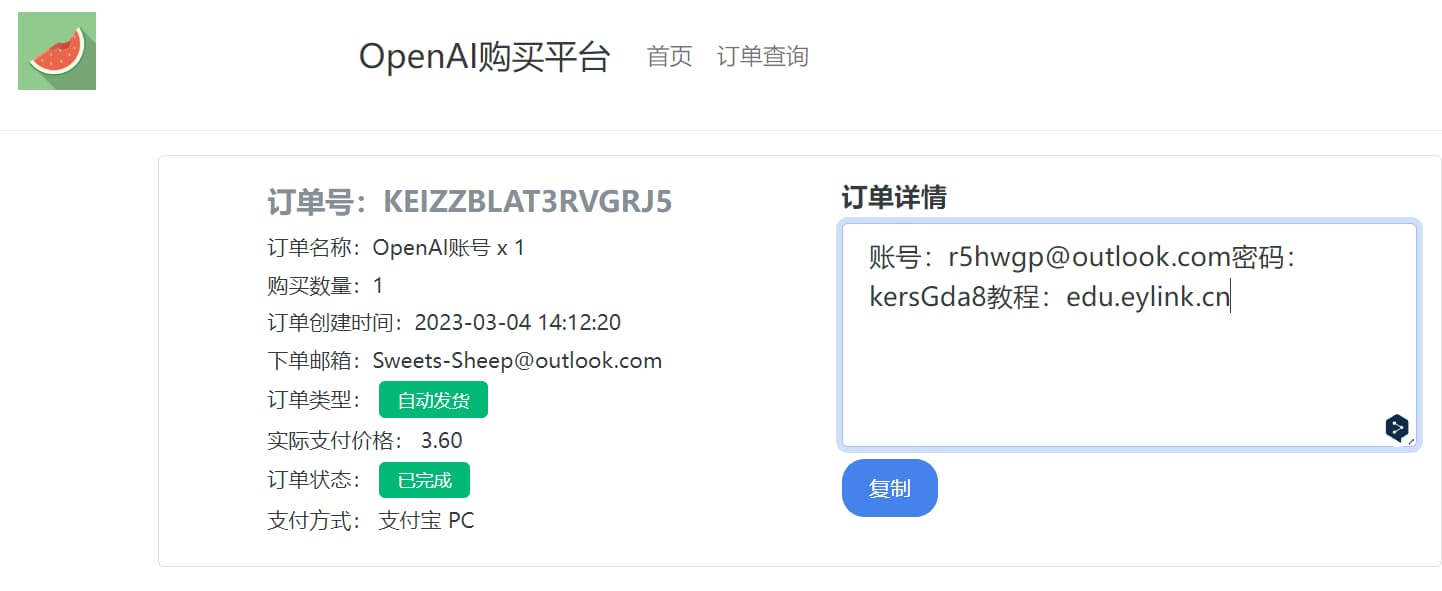 OpenAI购买平台 首页 订单查询
订单号：KEIZZBLAT3RVGRJ5
订单名称：OpenAI账号 x 1
购买数量：1
订单创建时间：2023-03-04 14:12:20
下单邮箱：Sweets-Sheep@outlook.com
订单类型： 自动发货
实际支付价格： 3.60
订单状态： 已完成
支付方式： 支付宝 PC
订单详情
账号：r5hwgp@outlook.com密码：
kersGda8教程：edu.eylink.cn
复制